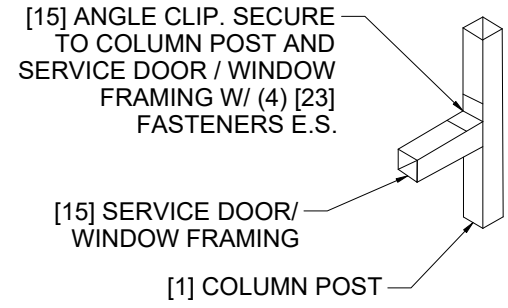 [15] ANGLE CLIP. SECURE
TO COLUMN POST AND
SERVICE DOOR / WINDOW
FRAMING W/ (4) [23]
FASTENERS E.S.
[15] SERVICE DOOR/
WINDOW FRAMING
[1] COLUMN POST